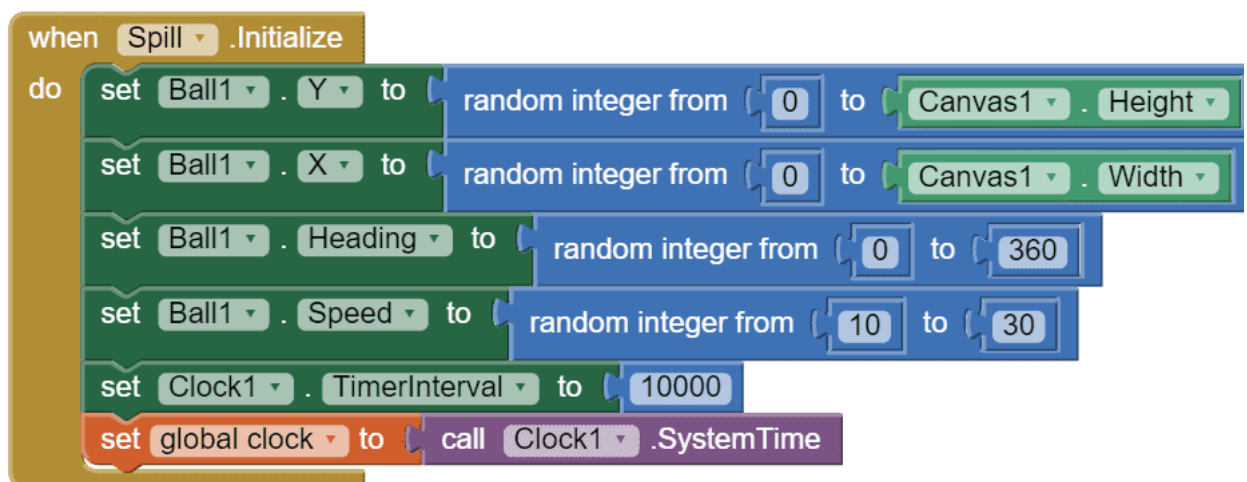 when Spill .Initialize
do set Ball1 . Y to random integer from 0 to Canvas1 . Height
set Ball1 . X to random integer from 0 to Canvas1 . Width
set Ball1 . Heading to random integer from 0 to 360
set Ball1 . Speed to random integer from 10 to 30
set Clock1 . TimerInterval to 10000
set global clock to call Clock1 .SystemTime